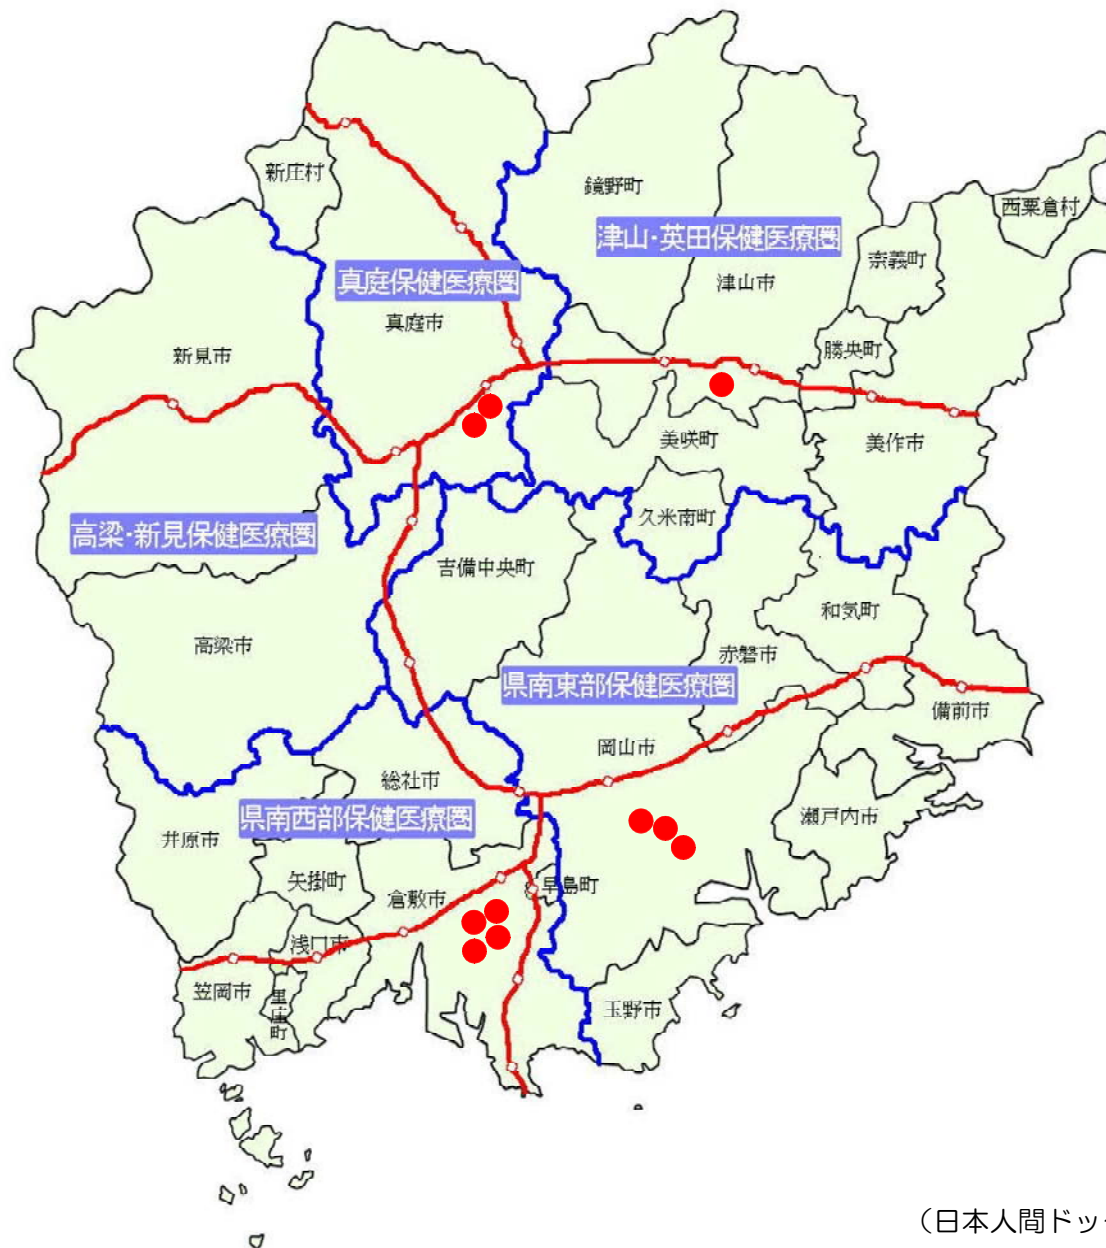 新庄村
鏡野町
西粟倉村
津山・英田保健医療圏
奈義町
真庭保健医療圏
津山市
真庭市
勝央町
新見市
美咲町
美作市
久米南町
高梁・新見保健医療圏
吉備中央町
和気町
高梁市
赤磐市
県南東部保健医療圏
備前市
岡山市
総社市
県南西部保健医療圏
瀬戸内市
井原市
矢掛町
早島町
倉敷市
浅口市
笠岡市
里庄町
玉野市
(日本人間ドッ